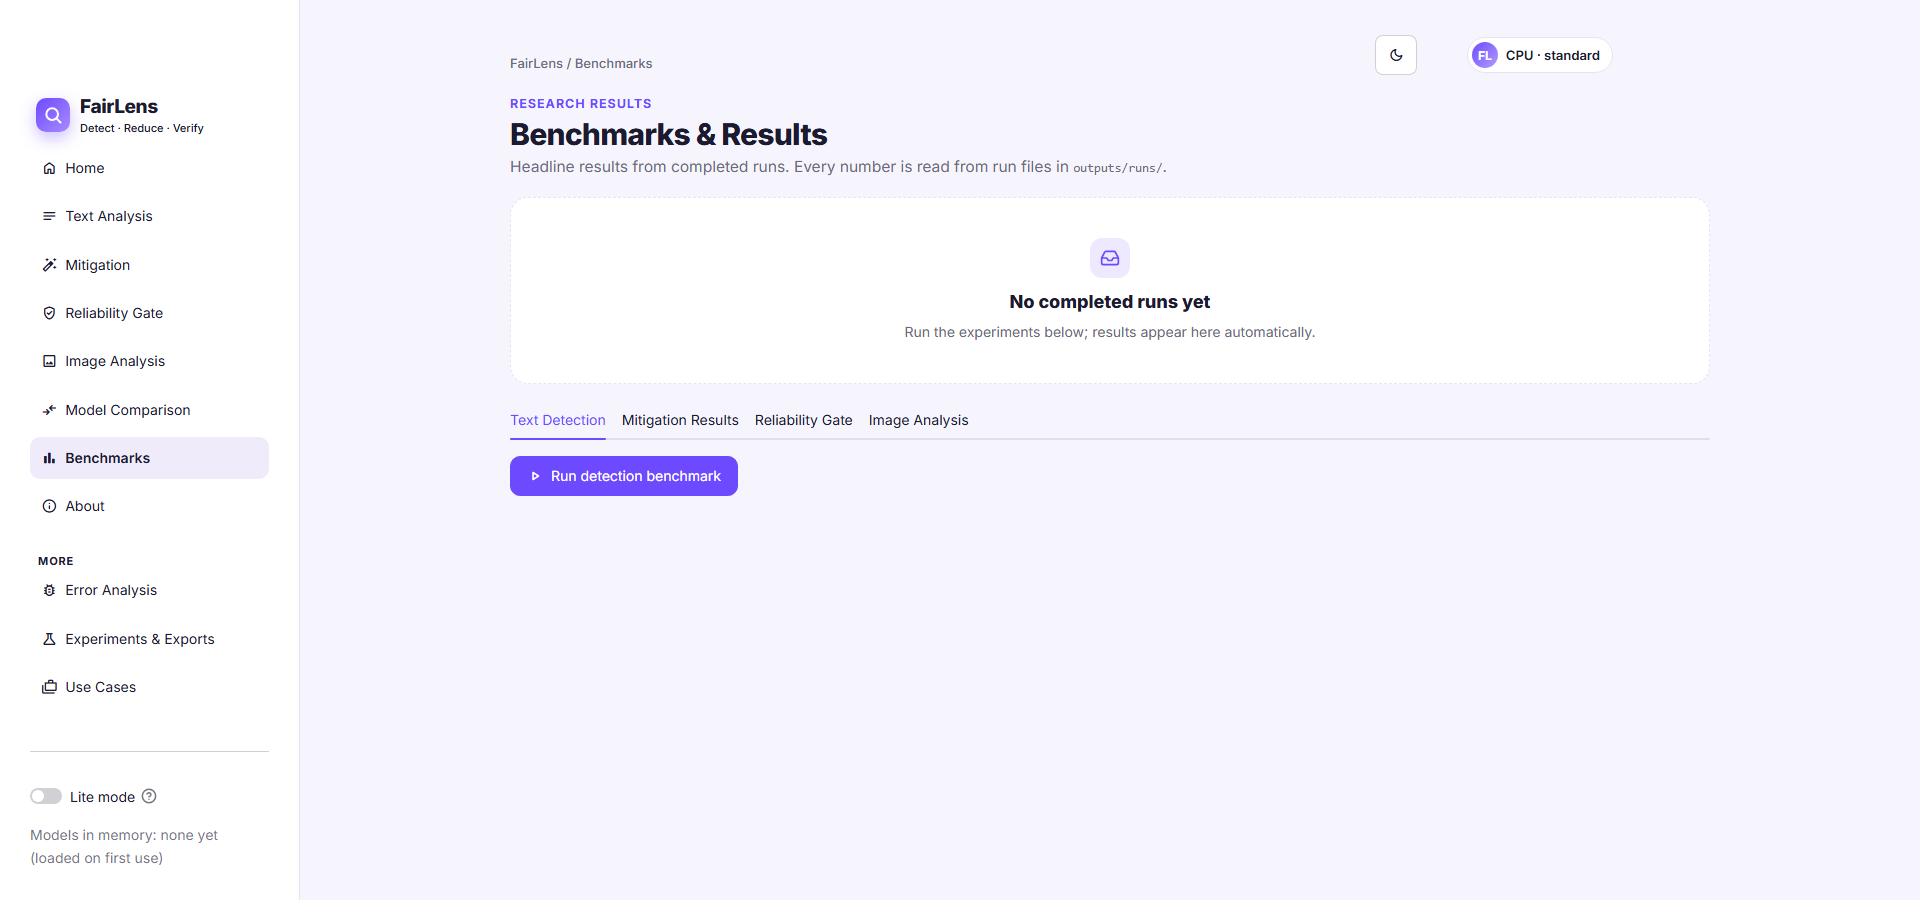 FairLens
Detect · Reduce · Verify
Home
Text Analysis
Mitigation
Reliability Gate
Image Analysis
Model Comparison
Benchmarks
About
MORE
Error Analysis
Experiments & Exports
Use Cases
Lite mode
Models in memory: none yet
(loaded on first use)
FairLens / Benchmarks
FL CPU · standard
RESEARCH RESULTS
Benchmarks & Results
Headline results from completed runs. Every number is read from run files in outputs/runs/.
No completed runs yet
Run the experiments below; results appear here automatically.
Text Detection Mitigation Results Reliability Gate Image Analysis
Run detection benchmark